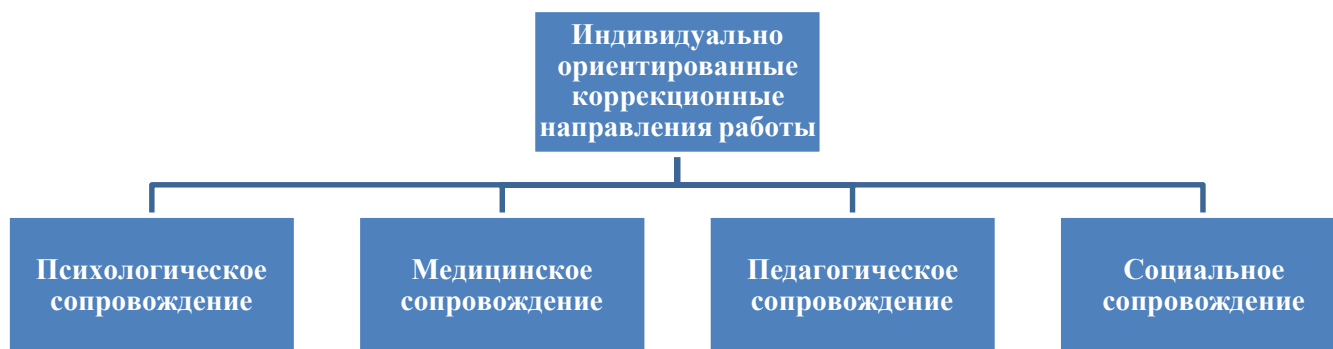 Индивидуально
ориентированные
коррекционные
направления работы
Психологическое
сопровождение
Медицинское
сопровождение
Педагогическое
сопровождение
Социальное
сопровождение